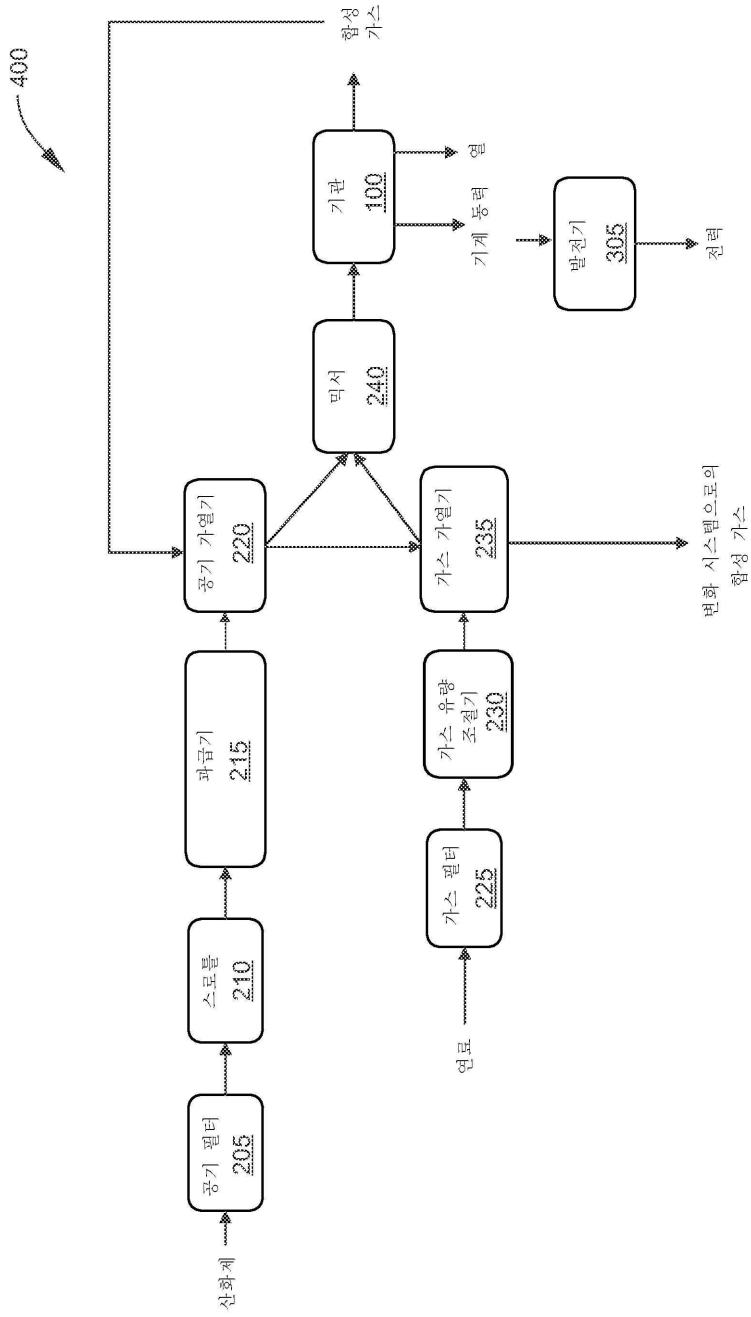 400
합성
가스
산화제
공기 필터
205
스로틀
210
과급기
215
공기 가열기
220
믹서
240
기관
100
열
기계 동력
발전기
305
전력
연료
가스 필터
225
가스 유량
조절기
230
가스 가열기
235
변화 시스템으로의
합성 가스